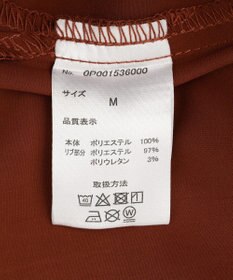 No. 0P001536000
サイズ
M
品質表示
本体 ポリエステル 100%
リブ部分 ポリエステル 97%
ポリウレタン 3%
取扱方法